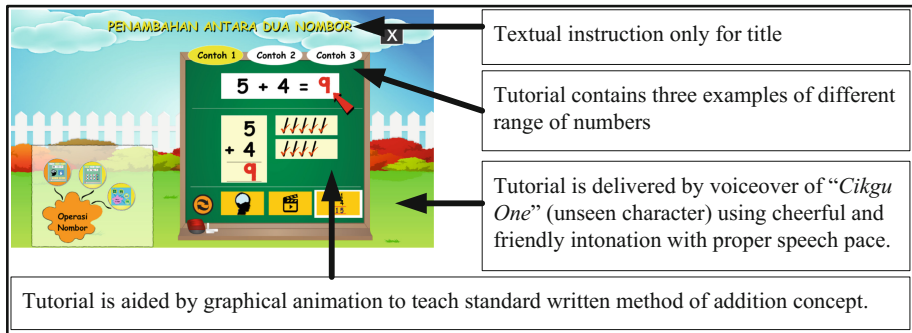 PENAMBAHAN ANTARA DUA NOMBOR
X
Contoh 1
Contoh 2
Contoh 3
5 + 4 = 9
5
+ 4
9
Operasi
Nombor
Textual instruction only for title
Tutorial contains three examples of different
range of numbers
Tutorial is delivered by voiceover of “Cikgu
One” (unseen character) using cheerful and
friendly intonation with proper speech pace.
Tutorial is aided by graphical animation to teach standard written method of addition concept.